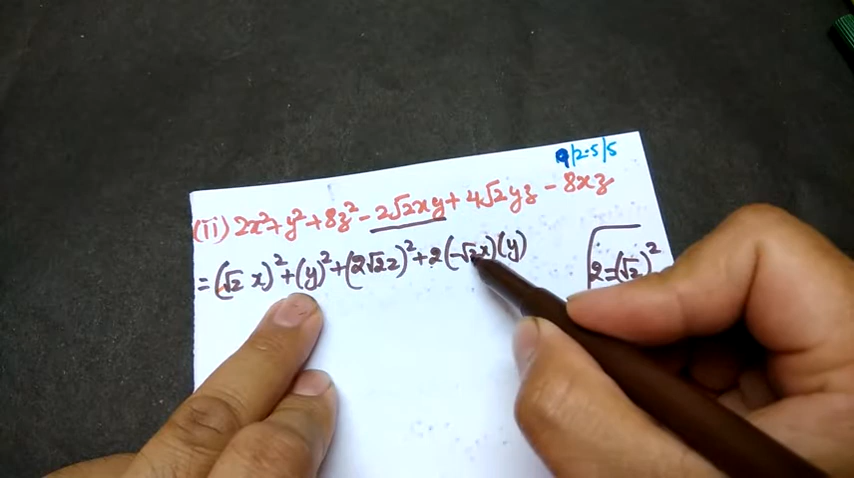 9/2.5/5
(ii) 2x²+y²+8z²-2√2xy+4√2yz-8xz
=(√2 x)²+(y)²+(2√2z)²+2(-√2x)(y)
2=(√2)²